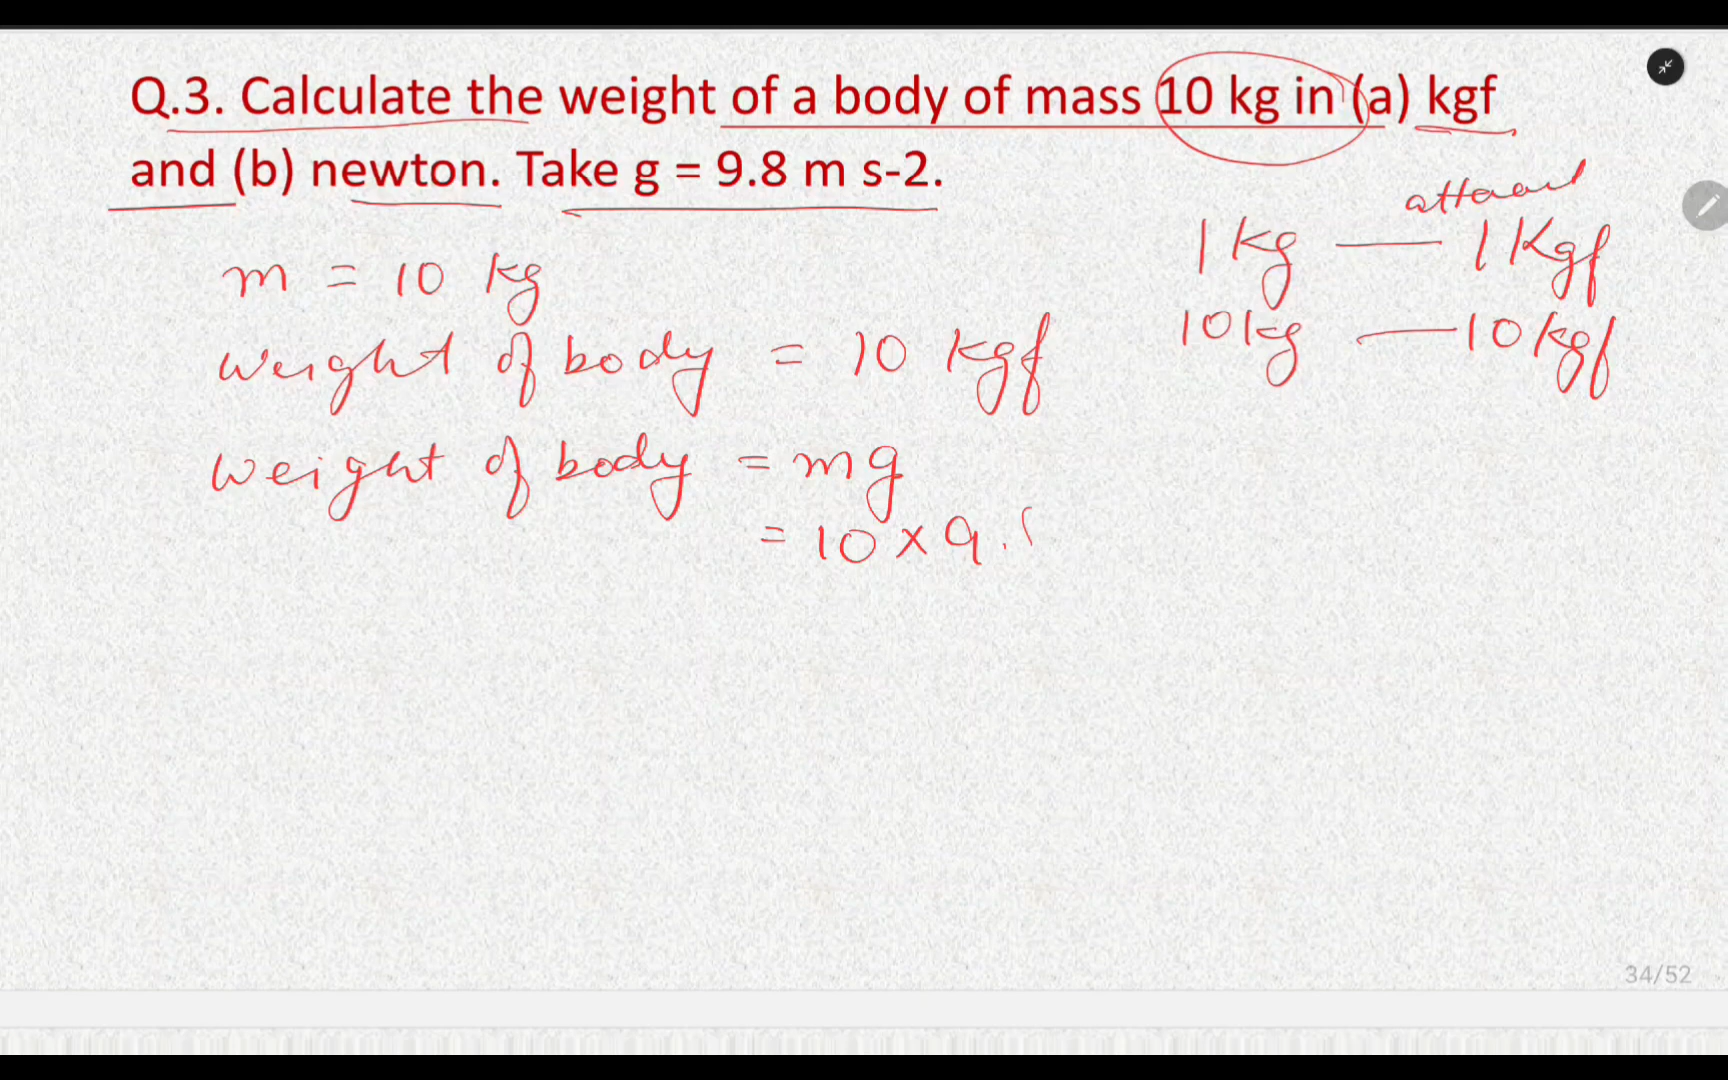 Q.3. Calculate the weight of a body of mass 10 kg in (a) kgf
and (b) newton. Take g = 9.8 m s-2.
1 kg — 1 Kgf
10 kg — 10 kgf
m = 10 kg
weight of body = 10 kgf
weight of body = mg
= 10 × 9.
34/52